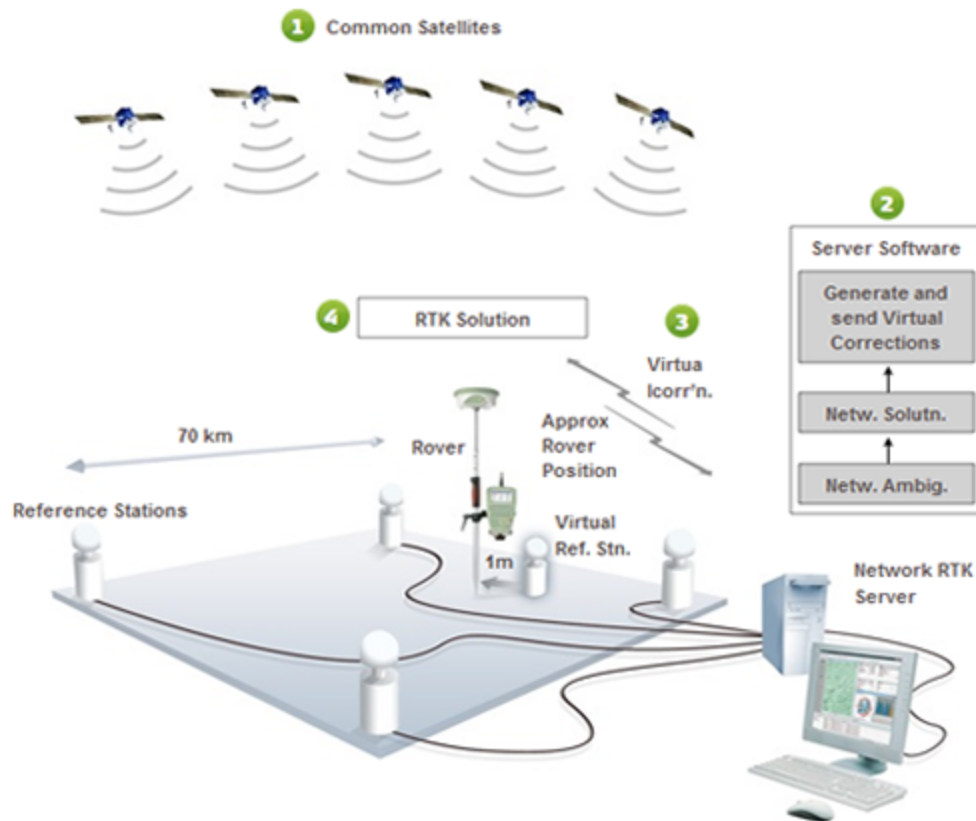 1 Common Satellites
2
Server Software
Generate and
send Virtual
Corrections
Netw. Solutn.
Netw. Ambig.
4 RTK Solution
3
Virtua
lcorr'n.
Approx
Rover
Position
70 km
Rover
Reference Stations
Virtual
Ref. Stn.
1m
Network RTK
Server